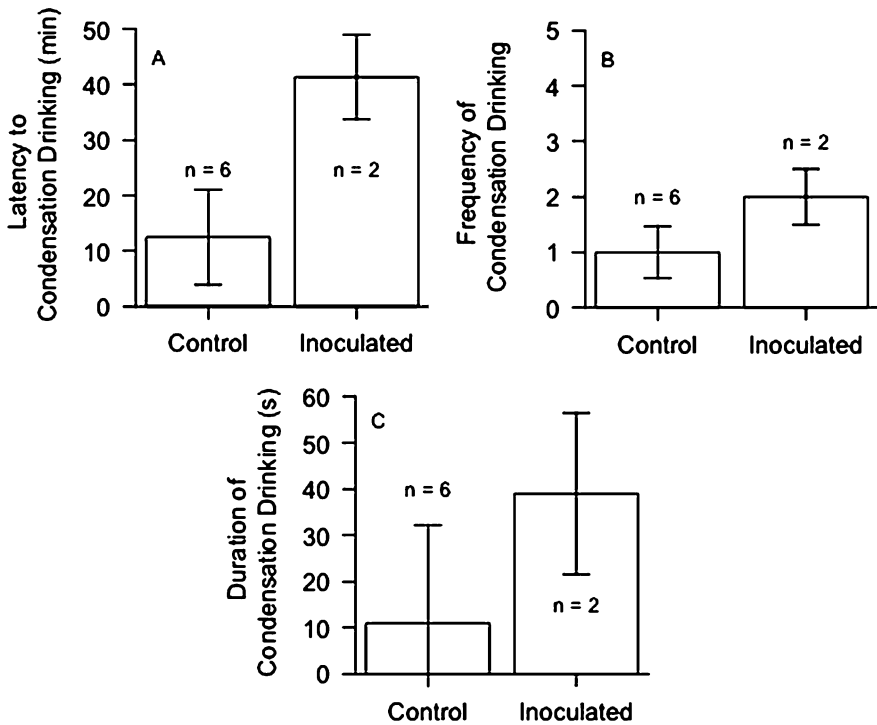 Latency to
Condensation Drinking (min)
50
40
30
20
10
0
A
n = 6
n = 2
Control
Inoculated
Frequency of
Condensation Drinking
5
4
3
2
1
0
B
n = 6
n = 2
Control
Inoculated
Duration of
Condensation Drinking (s)
60
50
40
30
20
10
0
C
n = 6
n = 2
Control
Inoculated